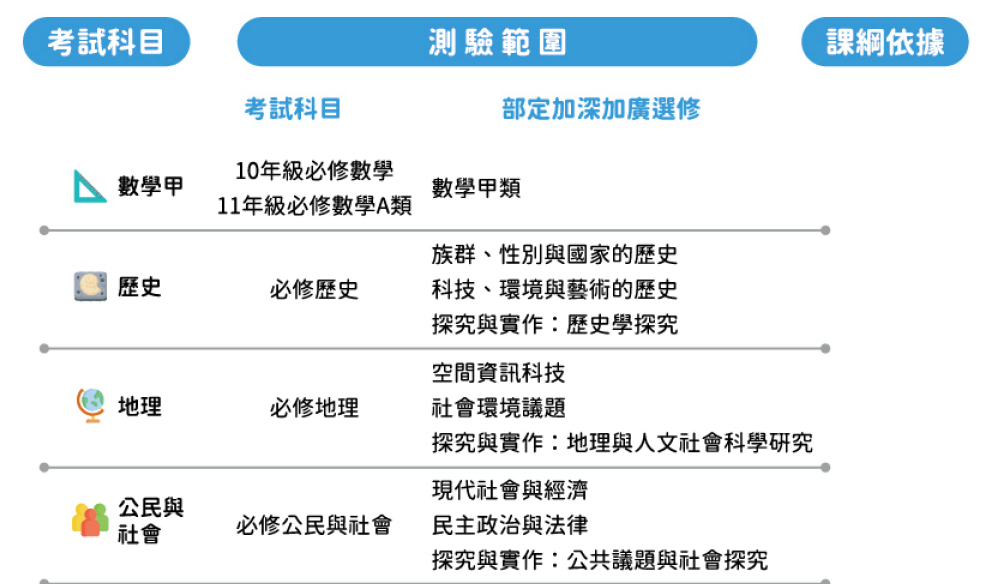 考試科目
測驗範圍
課綱依據
考試科目
部定加深加廣選修
數學甲
10年級必修數學
11年級必修數學A類
數學甲類
歷史
必修歷史
族群、性別與國家的歷史
科技、環境與藝術的歷史
探究與實作：歷史學探究
地理
必修地理
空間資訊科技
社會環境議題
探究與實作：地理與人文社會科學研究
公民與
社會
必修公民與社會
現代社會與經濟
民主政治與法律
探究與實作：公共議題與社會探究